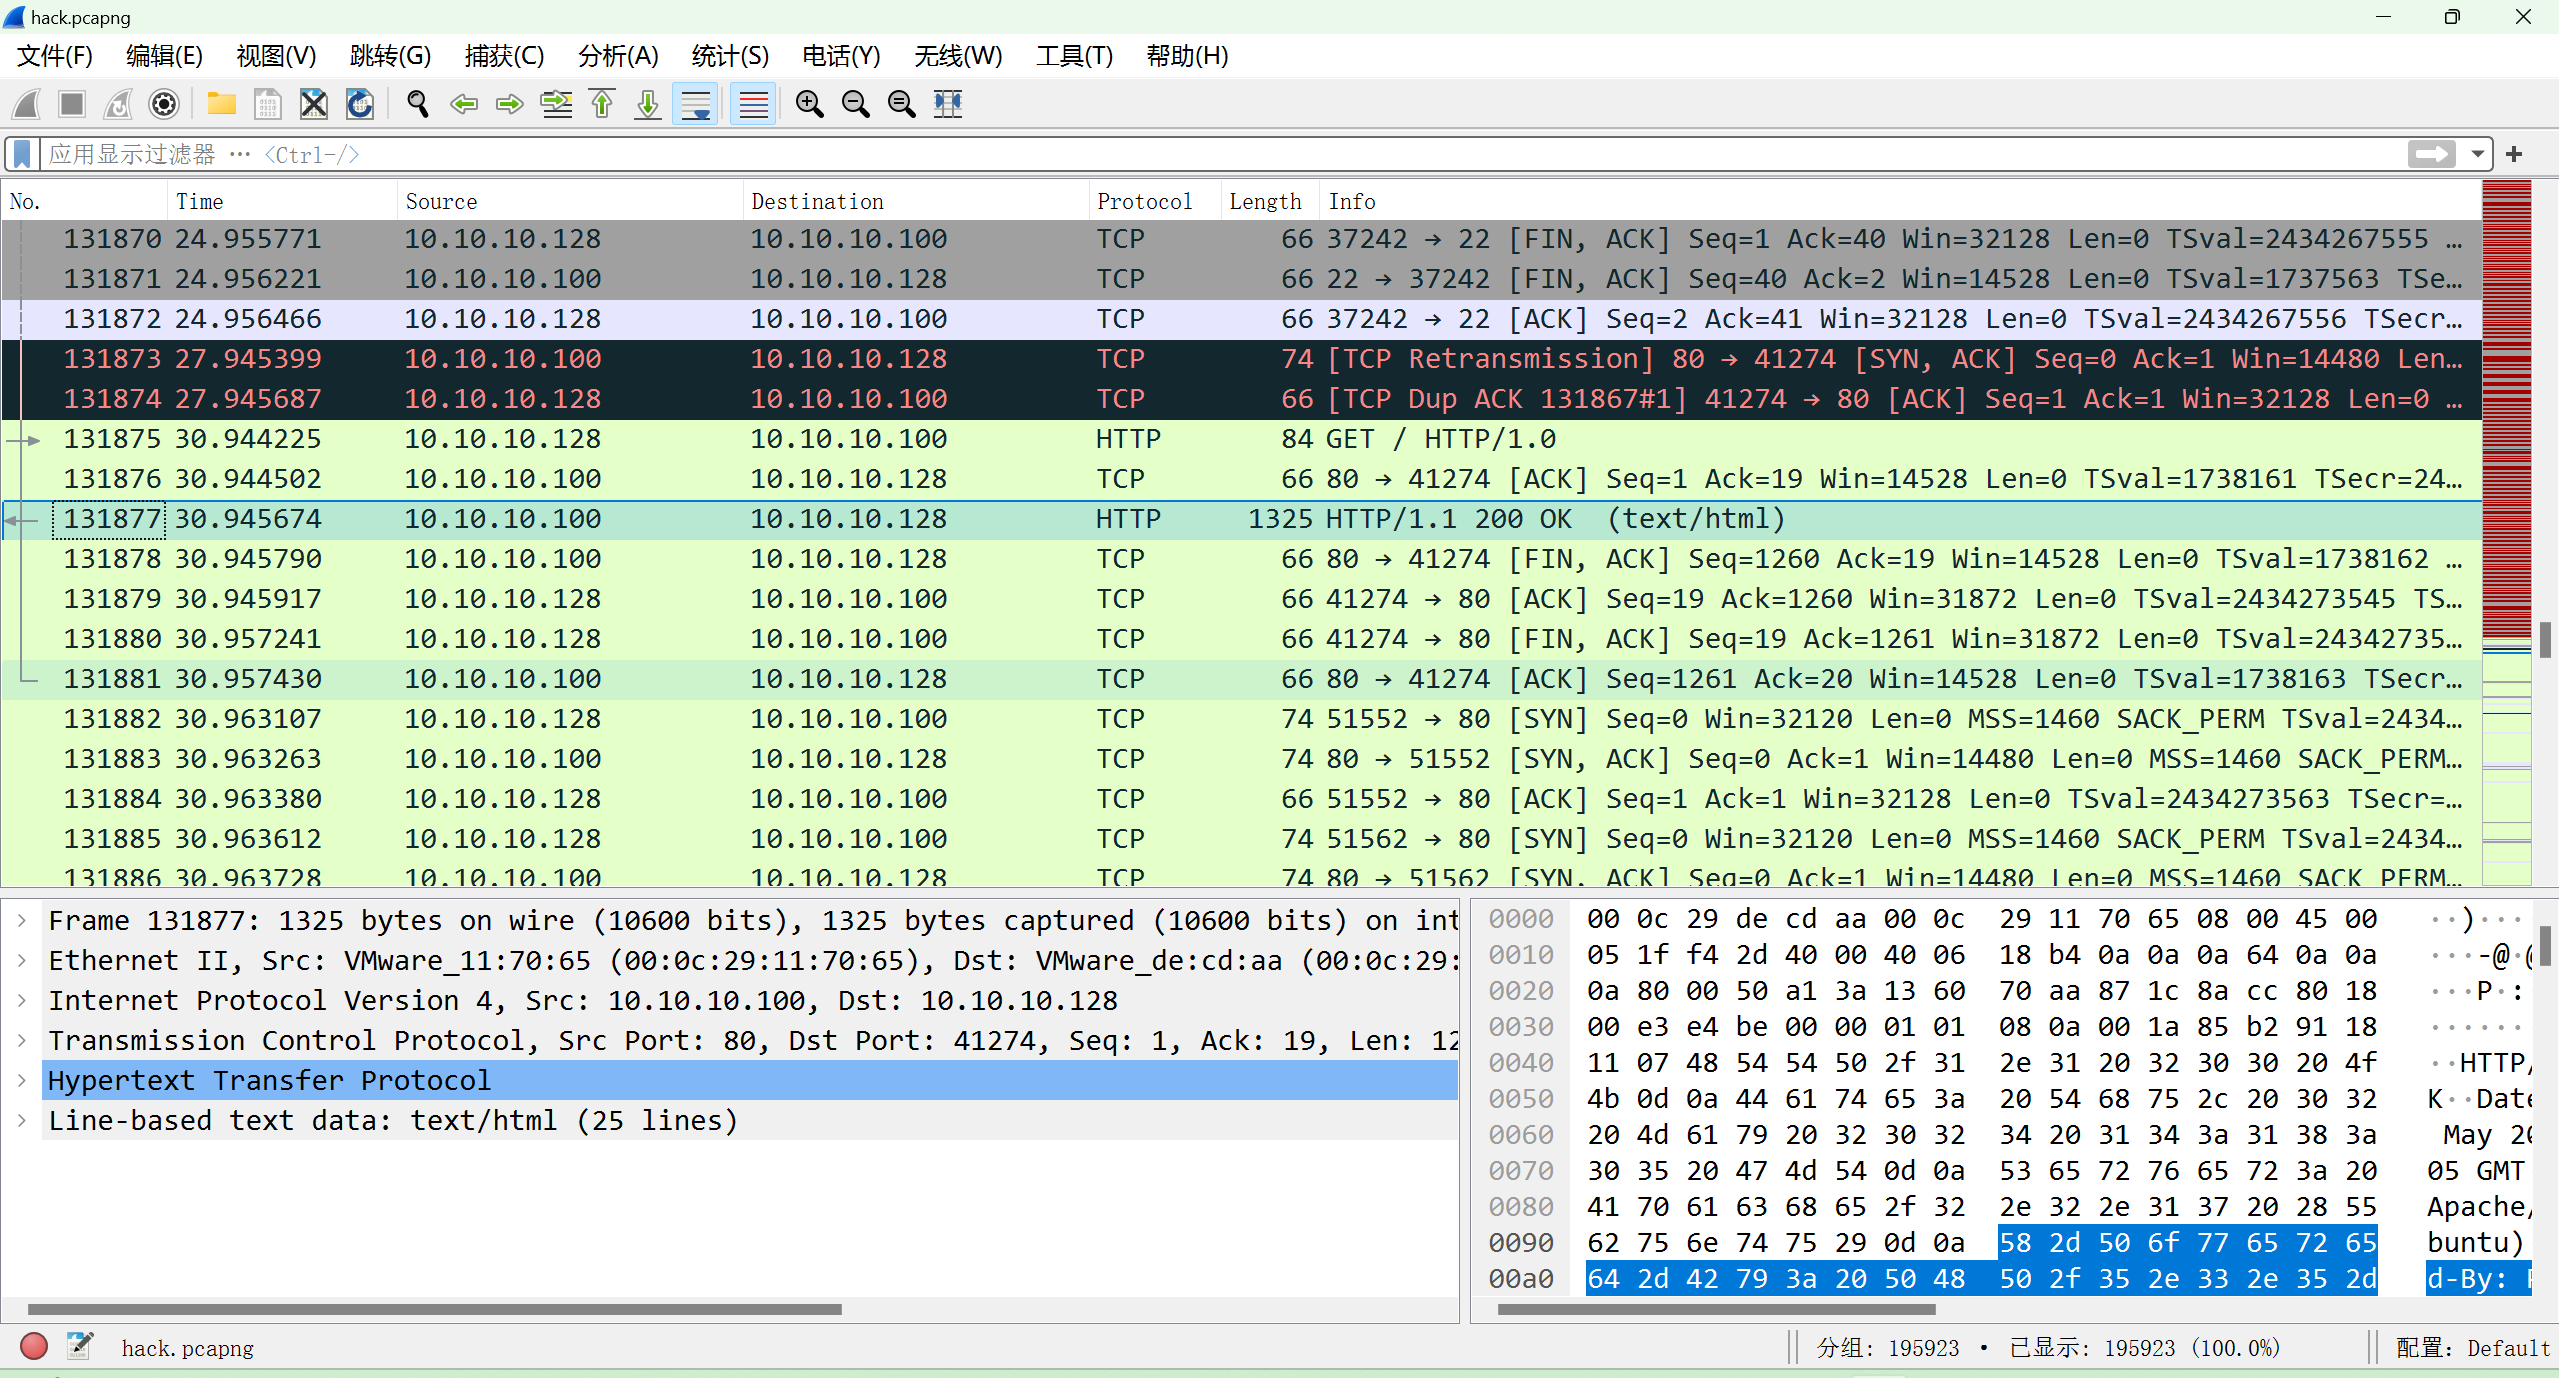 hack.pcapng
文件(F) 编辑(E) 视图(V) 跳转(G) 捕获(C) 分析(A) 统计(S) 电话(Y) 无线(W) 工具(T) 帮助(H)
应用显示过滤器 … <Ctrl-/>
No. Time Source Destination Protocol Length Info
131870 24.955771 10.10.10.128 10.10.10.100 TCP 66 37242 → 22 [FIN, ACK] Seq=1 Ack=40 Win=32128 Len=0 TSval=2434267555 …
131871 24.956221 10.10.10.100 10.10.10.128 TCP 66 22 → 37242 [FIN, ACK] Seq=40 Ack=2 Win=14528 Len=0 TSval=1737563 TSe…
131872 24.956466 10.10.10.128 10.10.10.100 TCP 66 37242 → 22 [ACK] Seq=2 Ack=41 Win=32128 Len=0 TSval=2434267556 TSecr…
131873 27.945399 10.10.10.100 10.10.10.128 TCP 74 [TCP Retransmission] 80 → 41274 [SYN, ACK] Seq=0 Ack=1 Win=14480 Len…
131874 27.945687 10.10.10.128 10.10.10.100 TCP 66 [TCP Dup ACK 131867#1] 41274 → 80 [ACK] Seq=1 Ack=1 Win=32128 Len=0 …
131875 30.944225 10.10.10.128 10.10.10.100 HTTP 84 GET / HTTP/1.0
131876 30.944502 10.10.10.100 10.10.10.128 TCP 66 80 → 41274 [ACK] Seq=1 Ack=19 Win=14528 Len=0 TSval=1738161 TSecr=24…
131877 30.945674 10.10.10.100 10.10.10.128 HTTP 1325 HTTP/1.1 200 OK  (text/html)
131878 30.945790 10.10.10.100 10.10.10.128 TCP 66 80 → 41274 [FIN, ACK] Seq=1260 Ack=19 Win=14528 Len=0 TSval=1738162 …
131879 30.945917 10.10.10.128 10.10.10.100 TCP 66 41274 → 80 [ACK] Seq=19 Ack=1260 Win=31872 Len=0 TSval=2434273545 TS…
131880 30.957241 10.10.10.128 10.10.10.100 TCP 66 41274 → 80 [FIN, ACK] Seq=19 Ack=1261 Win=31872 Len=0 TSval=24342735…
131881 30.957430 10.10.10.100 10.10.10.128 TCP 66 80 → 41274 [ACK] Seq=1261 Ack=20 Win=14528 Len=0 TSval=1738163 TSecr…
131882 30.963107 10.10.10.128 10.10.10.100 TCP 74 51552 → 80 [SYN] Seq=0 Win=32120 Len=0 MSS=1460 SACK_PERM TSval=2434…
131883 30.963263 10.10.10.100 10.10.10.128 TCP 74 80 → 51552 [SYN, ACK] Seq=0 Ack=1 Win=14480 Len=0 MSS=1460 SACK_PERM…
131884 30.963380 10.10.10.128 10.10.10.100 TCP 66 51552 → 80 [ACK] Seq=1 Ack=1 Win=32128 Len=0 TSval=2434273563 TSecr=…
131885 30.963612 10.10.10.128 10.10.10.100 TCP 74 51562 → 80 [SYN] Seq=0 Win=32120 Len=0 MSS=1460 SACK_PERM TSval=2434…
131886 30.963728 10.10.10.100 10.10.10.128 TCP 74 80 → 51562 [SYN, ACK] Seq=0 Ack=1 Win=14480 Len=0 MSS=1460 SACK_PERM…
Frame 131877: 1325 bytes on wire (10600 bits), 1325 bytes captured (10600 bits) on int
Ethernet II, Src: VMware_11:70:65 (00:0c:29:11:70:65), Dst: VMware_de:cd:aa (00:0c:29:
Internet Protocol Version 4, Src: 10.10.10.100, Dst: 10.10.10.128
Transmission Control Protocol, Src Port: 80, Dst Port: 41274, Seq: 1, Ack: 19, Len: 12
Hypertext Transfer Protocol
Line-based text data: text/html (25 lines)
0000 00 0c 29 de cd aa 00 0c 29 11 70 65 08 00 45 00 ··)···
0010 05 1f f4 2d 40 00 40 06 18 b4 0a 0a 0a 64 0a 0a ···-@·@
0020 0a 80 00 50 a1 3a 13 60 70 aa 87 1c 8a cc 80 18 ···P·:
0030 00 e3 e4 be 00 00 01 01 08 0a 00 1a 85 b2 91 18 ······
0040 11 07 48 54 54 50 2f 31 2e 31 20 32 30 30 20 4f ··HTTP/
0050 4b 0d 0a 44 61 74 65 3a 20 54 68 75 2c 20 30 32 K··Date
0060 20 4d 61 79 20 32 30 32 34 20 31 34 3a 31 38 3a May 20
0070 30 35 20 47 4d 54 0d 0a 53 65 72 76 65 72 3a 20 05 GMT
0080 41 70 61 63 68 65 2f 32 2e 32 2e 31 37 20 28 55 Apache/
0090 62 75 6e 74 75 29 0d 0a 58 2d 50 6f 77 65 72 65 buntu)
00a0 64 2d 42 79 3a 20 50 48 50 2f 35 2e 33 2e 35 2d d-By: P
hack.pcapng 分组: 195923 · 已显示: 195923 (100.0%) 配置: Default